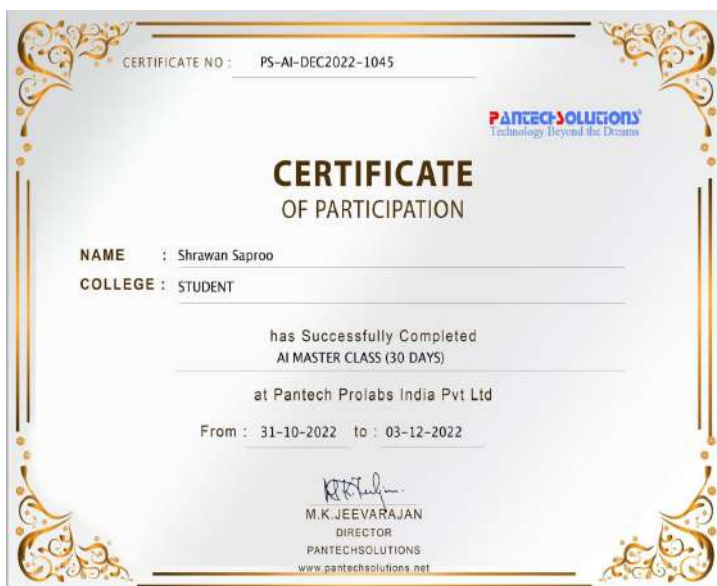 CERTIFICATE NO : PS-AI-DEC2022-1045
PANTECHSOLUTIONS®
Technology Beyond the Dreams
CERTIFICATE
OF PARTICIPATION
NAME : Shrawan Saproo
COLLEGE : STUDENT
has Successfully Completed
AI MASTER CLASS (30 DAYS)
at Pantech Prolabs India Pvt Ltd
From : 31-10-2022 to : 03-12-2022
M.K.JEEVARAJAN
DIRECTOR
PANTECHSOLUTIONS
www.pantechsolutions.net